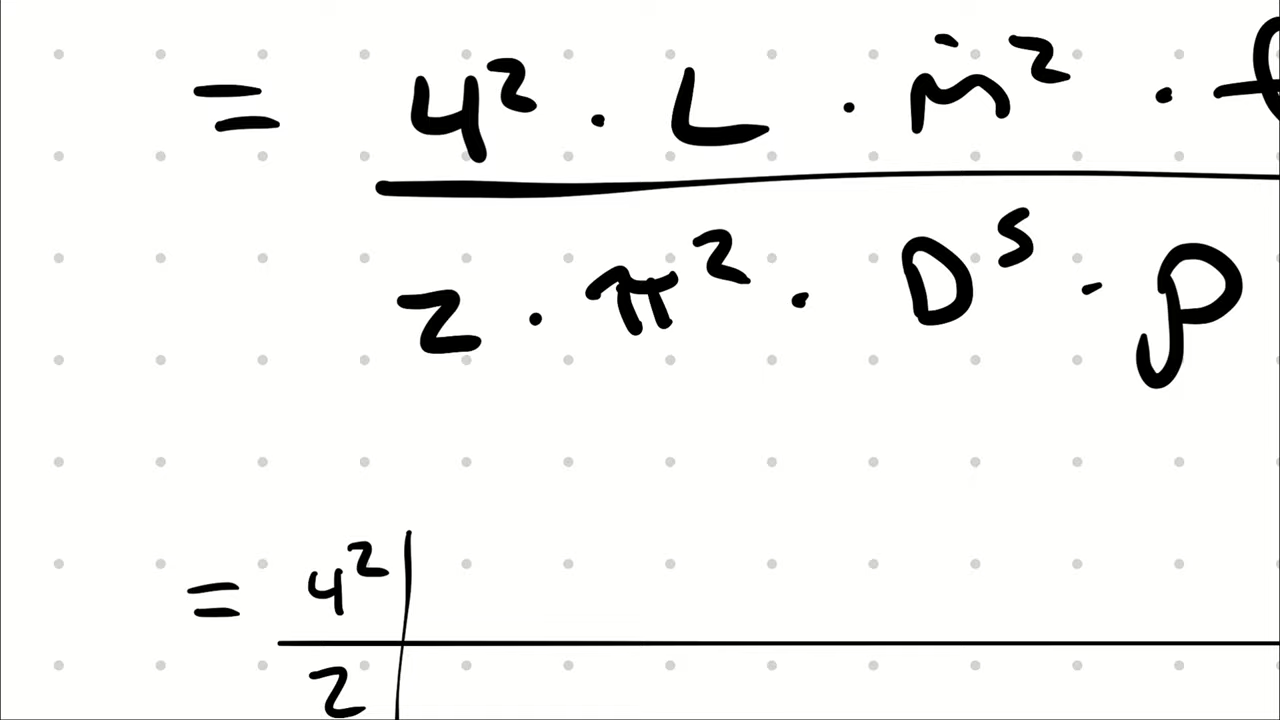 = 4² · L · ṁ² · f
2 · π² · D⁵ · ρ
= 4²
2